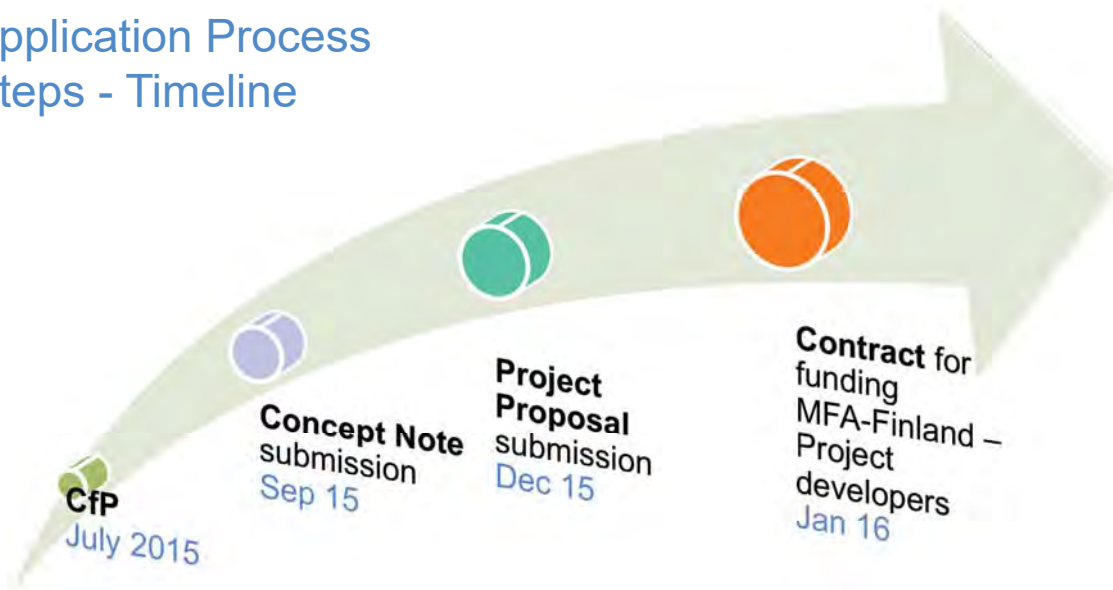 pplication Process
teps - Timeline
CfP
July 2015
Concept Note
submission
Sep 15
Project
Proposal
submission
Dec 15
Contract for
funding
MFA-Finland –
Project
developers
Jan 16